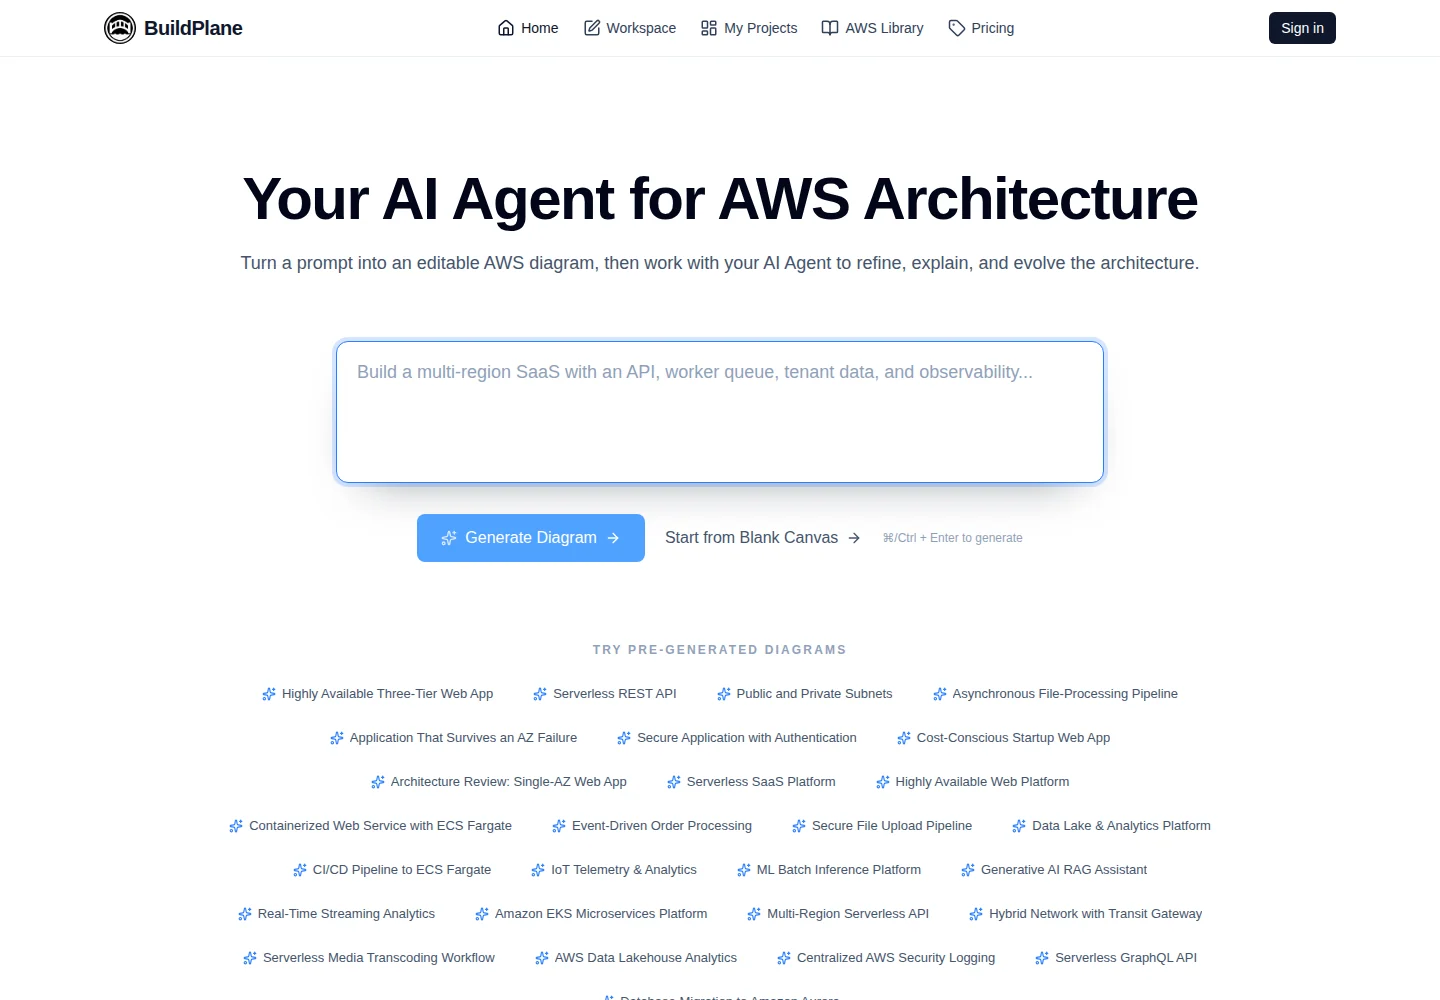 BuildPlane
Home
Workspace
My Projects
AWS Library
Pricing
Sign in
Your AI Agent for AWS Architecture
Turn a prompt into an editable AWS diagram, then work with your AI Agent to refine, explain, and evolve the architecture.
Build a multi-region SaaS with an API, worker queue, tenant data, and observability...
Generate Diagram
Start from Blank Canvas
⌘/Ctrl + Enter to generate
TRY PRE-GENERATED DIAGRAMS
Highly Available Three-Tier Web App
Serverless REST API
Public and Private Subnets
Asynchronous File-Processing Pipeline
Application That Survives an AZ Failure
Secure Application with Authentication
Cost-Conscious Startup Web App
Architecture Review: Single-AZ Web App
Serverless SaaS Platform
Highly Available Web Platform
Containerized Web Service with ECS Fargate
Event-Driven Order Processing
Secure File Upload Pipeline
Data Lake & Analytics Platform
CI/CD Pipeline to ECS Fargate
IoT Telemetry & Analytics
ML Batch Inference Platform
Generative AI RAG Assistant
Real-Time Streaming Analytics
Amazon EKS Microservices Platform
Multi-Region Serverless API
Hybrid Network with Transit Gateway
Serverless Media Transcoding Workflow
AWS Data Lakehouse Analytics
Centralized AWS Security Logging
Serverless GraphQL API
Database Migration to Amazon Aurora